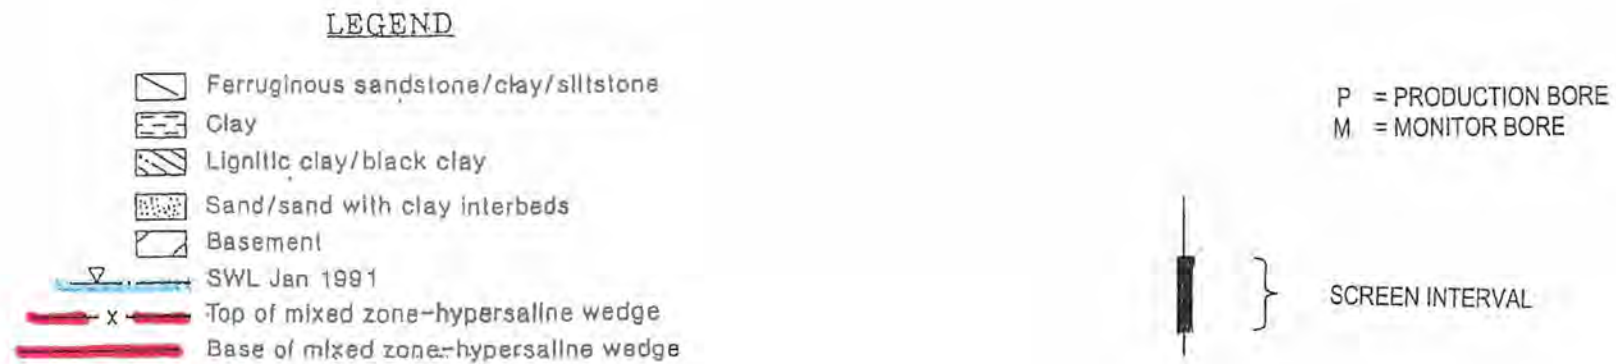 LEGEND
Ferruginous sandstone/clay/siltstone
Clay
Lignitic clay/black clay
Sand/sand with clay interbeds
Basement
SWL Jan 1991
x
Top of mixed zone-hypersaline wedge
Base of mixed zone-hypersaline wedge
P = PRODUCTION BORE
M = MONITOR BORE
SCREEN INTERVAL